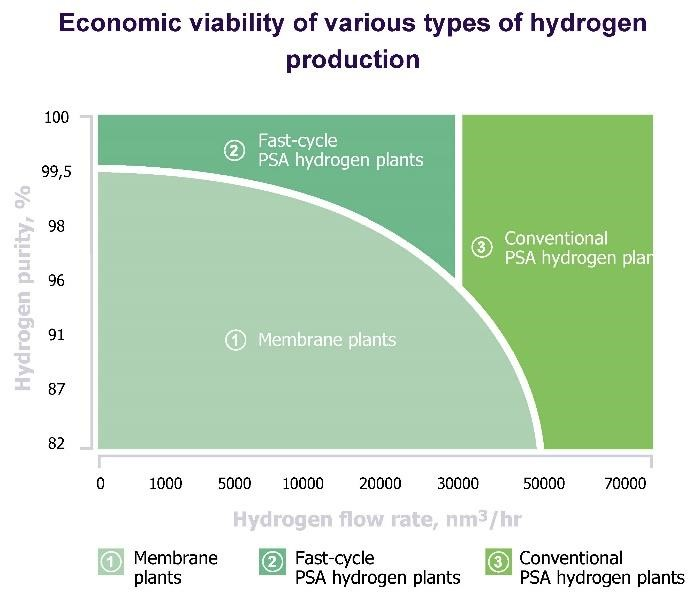 Economic viability of various types of hydrogen
production
100
99,5
98
96
91
87
82
Hydrogen purity, %
② Fast-cycle
PSA hydrogen plants
③ Conventional
PSA hydrogen plan
① Membrane plants
0 1000 5000 10000 20000 30000 50000 70000
Hydrogen flow rate, nm³/hr
① Membrane
plants
② Fast-cycle
PSA hydrogen plants
③ Conventional
PSA hydrogen plants